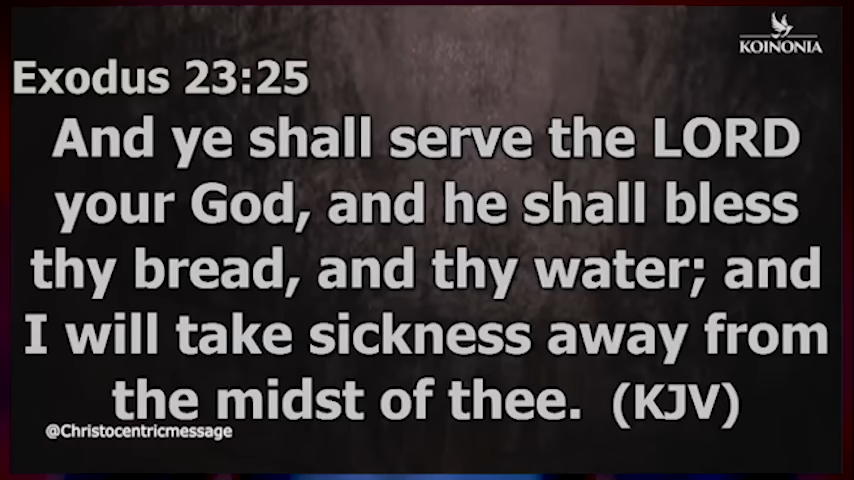 KOINONIA
Exodus 23:25
And ye shall serve the LORD
your God, and he shall bless
thy bread, and thy water; and
I will take sickness away from
the midst of thee. (KJV)
@Christocentricmessage